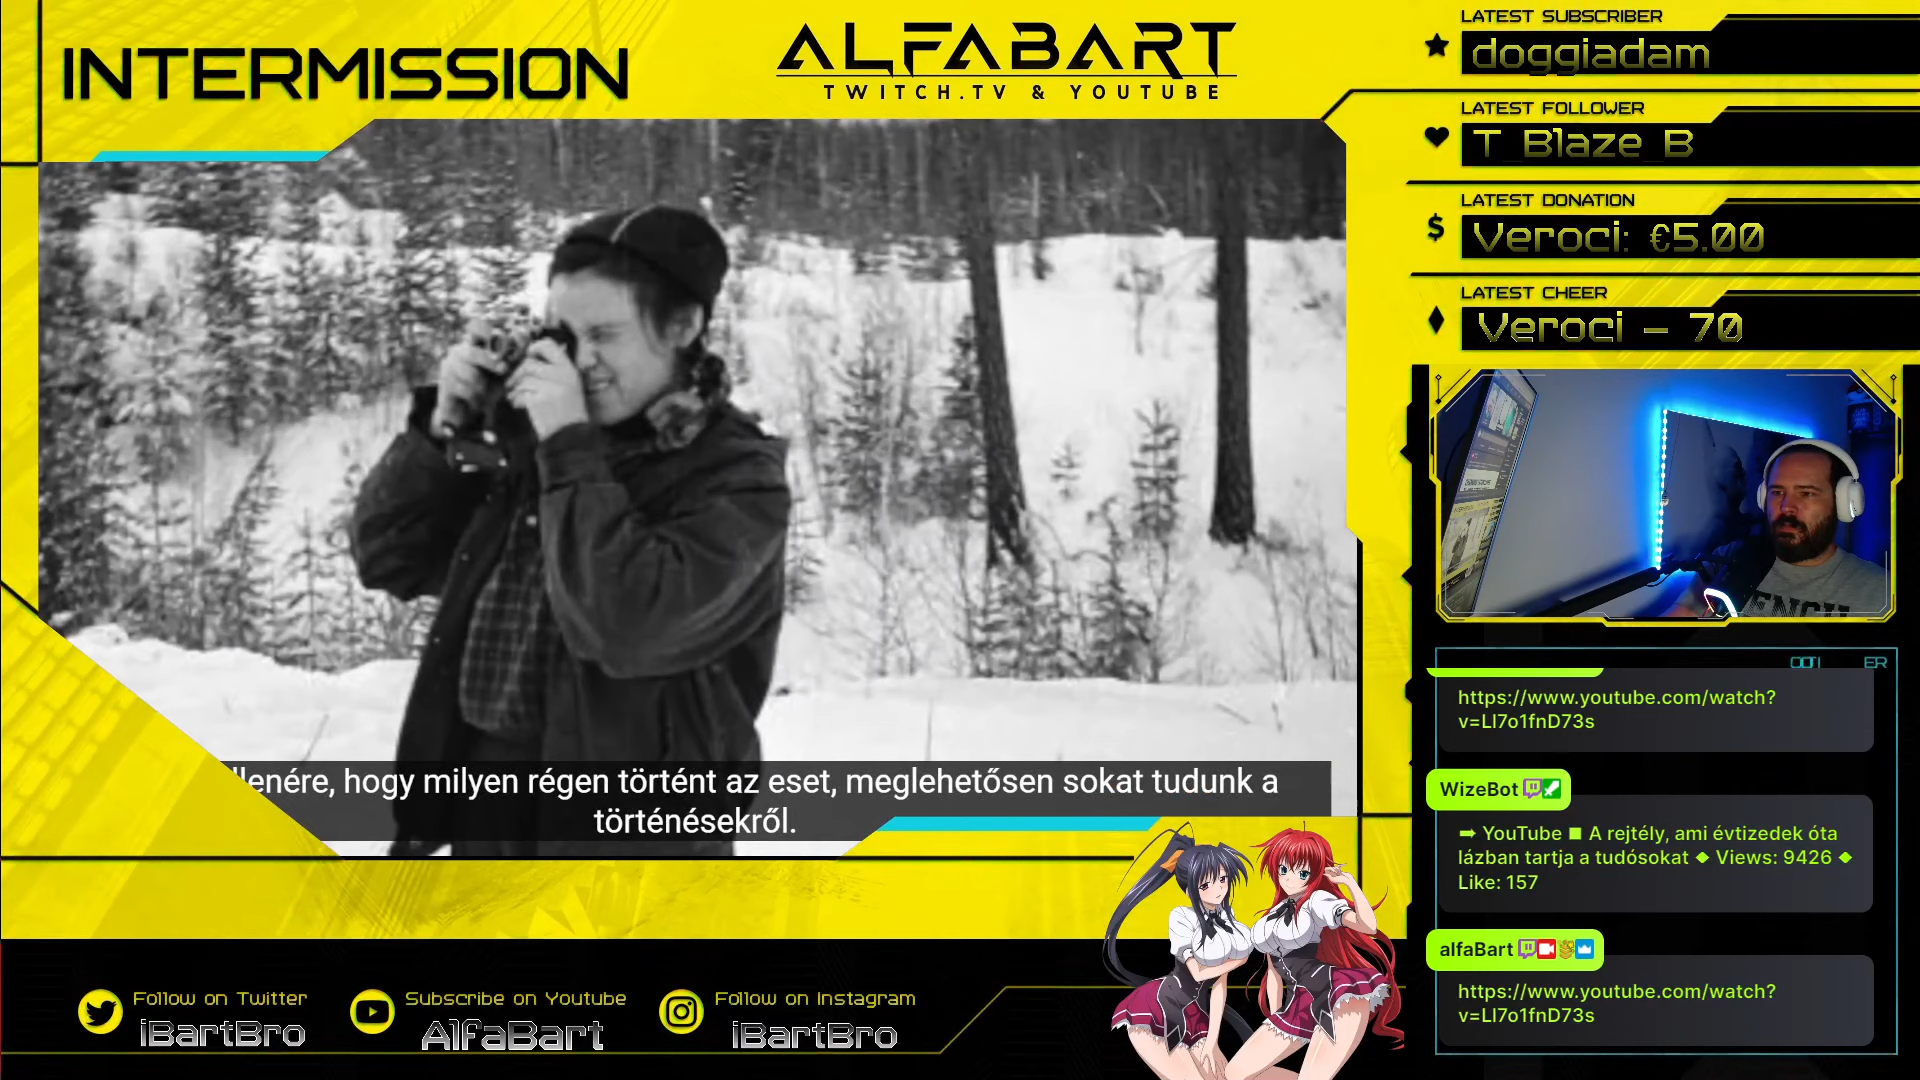 INTERMISSION
ALFABART
TWITCH.TV & YOUTUBE
LATEST SUBSCRIBER
doggiadam
LATEST FOLLOWER
T_Blaze_B
LATEST DONATION
Veroci: €5.00
LATEST CHEER
Veroci - 70
llenére, hogy milyen régen történt az eset, meglehetősen sokat tudunk a
történésekről.
https://www.youtube.com/watch?
v=LI7o1fnD73s
WizeBot
➡ YouTube ■ A rejtély, ami évtizedek óta
lázban tartja a tudósokat ◆ Views: 9426 ◆
Like: 157
alfaBart
https://www.youtube.com/watch?
v=LI7o1fnD73s
Follow on Twitter
iBartBro
Subscribe on Youtube
AlfaBart
Follow on Instagram
iBartBro